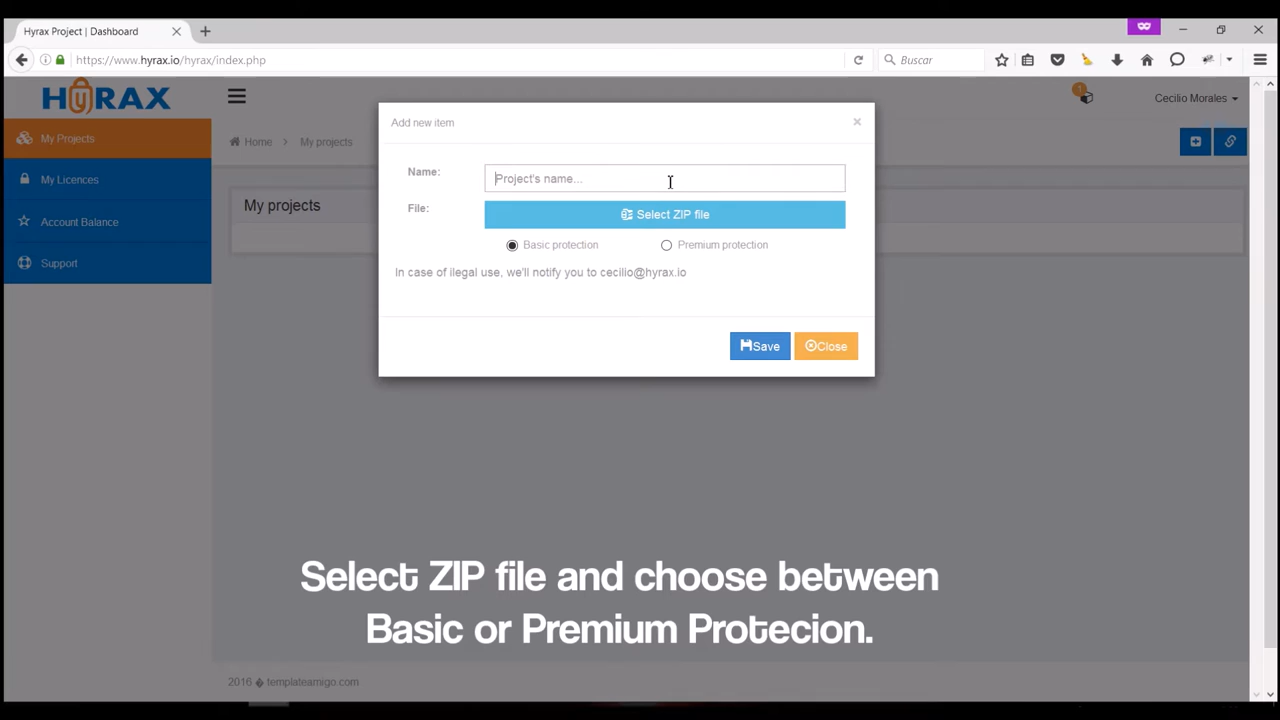 Hyrax Project | Dashboard
https://www.hyrax.io/hyrax/index.php
Buscar
HYRAX
1
Cecilio Morales
My Projects
Home
My projects
My Licences
Account Balance
Support
My projects
Add new item
×
Name:
Project's name...
File:
Select ZIP file
Basic protection
Premium protection
In case of ilegal use, we'll notify you to cecilio@hyrax.io
Save
Close
Select ZIP file and choose between
Basic or Premium Protecion.
2016 � templateamigo.com